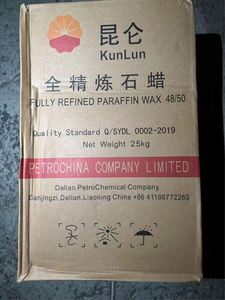 昆仑
KunLun
全精炼石蜡
FULLY REFINED PARAFFIN WAX 48/50
Quality Standard Q/SYDL 0002-2019
Net Weight 25kg
PETROCHINA COMPANY LIMITED
Dalian PetroChemical Company
Ganjingzi,Dalian,Liaoning China +86 41186772263